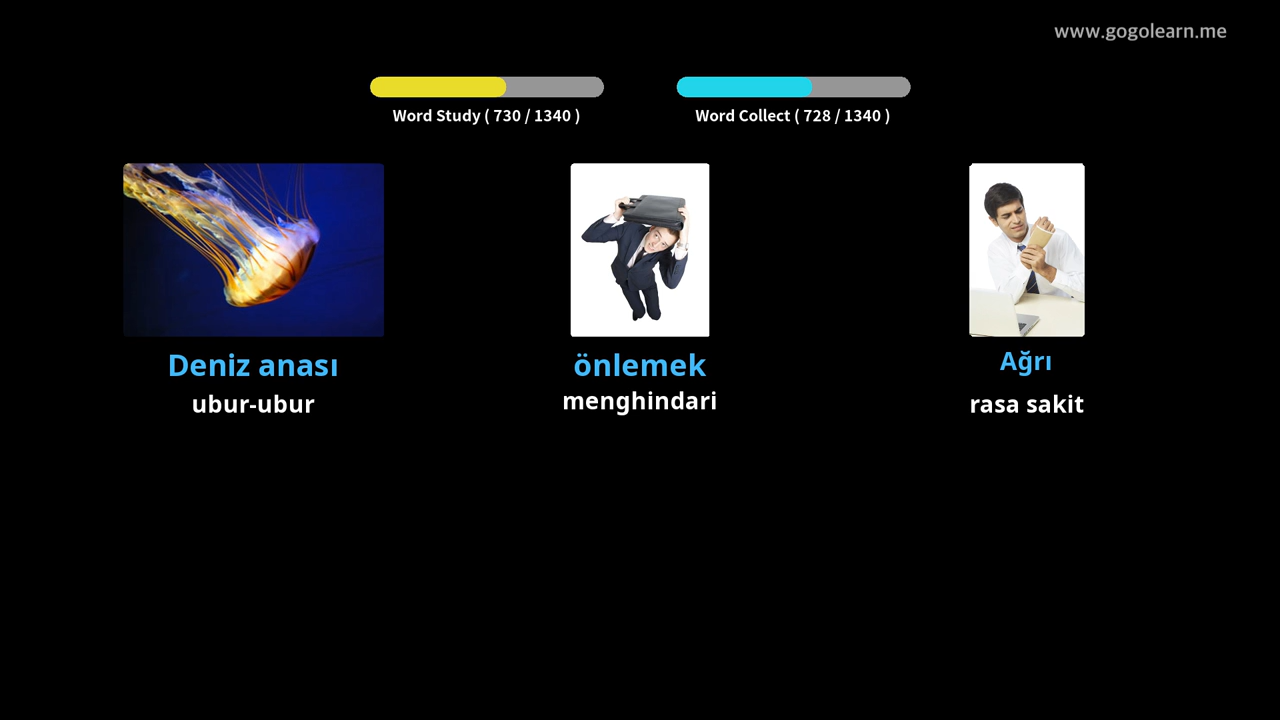 www.gogolearn.me
Word Study ( 730 / 1340 )
Word Collect ( 728 / 1340 )
Deniz anası
ubur-ubur
önlemek
menghindari
Ağrı
rasa sakit